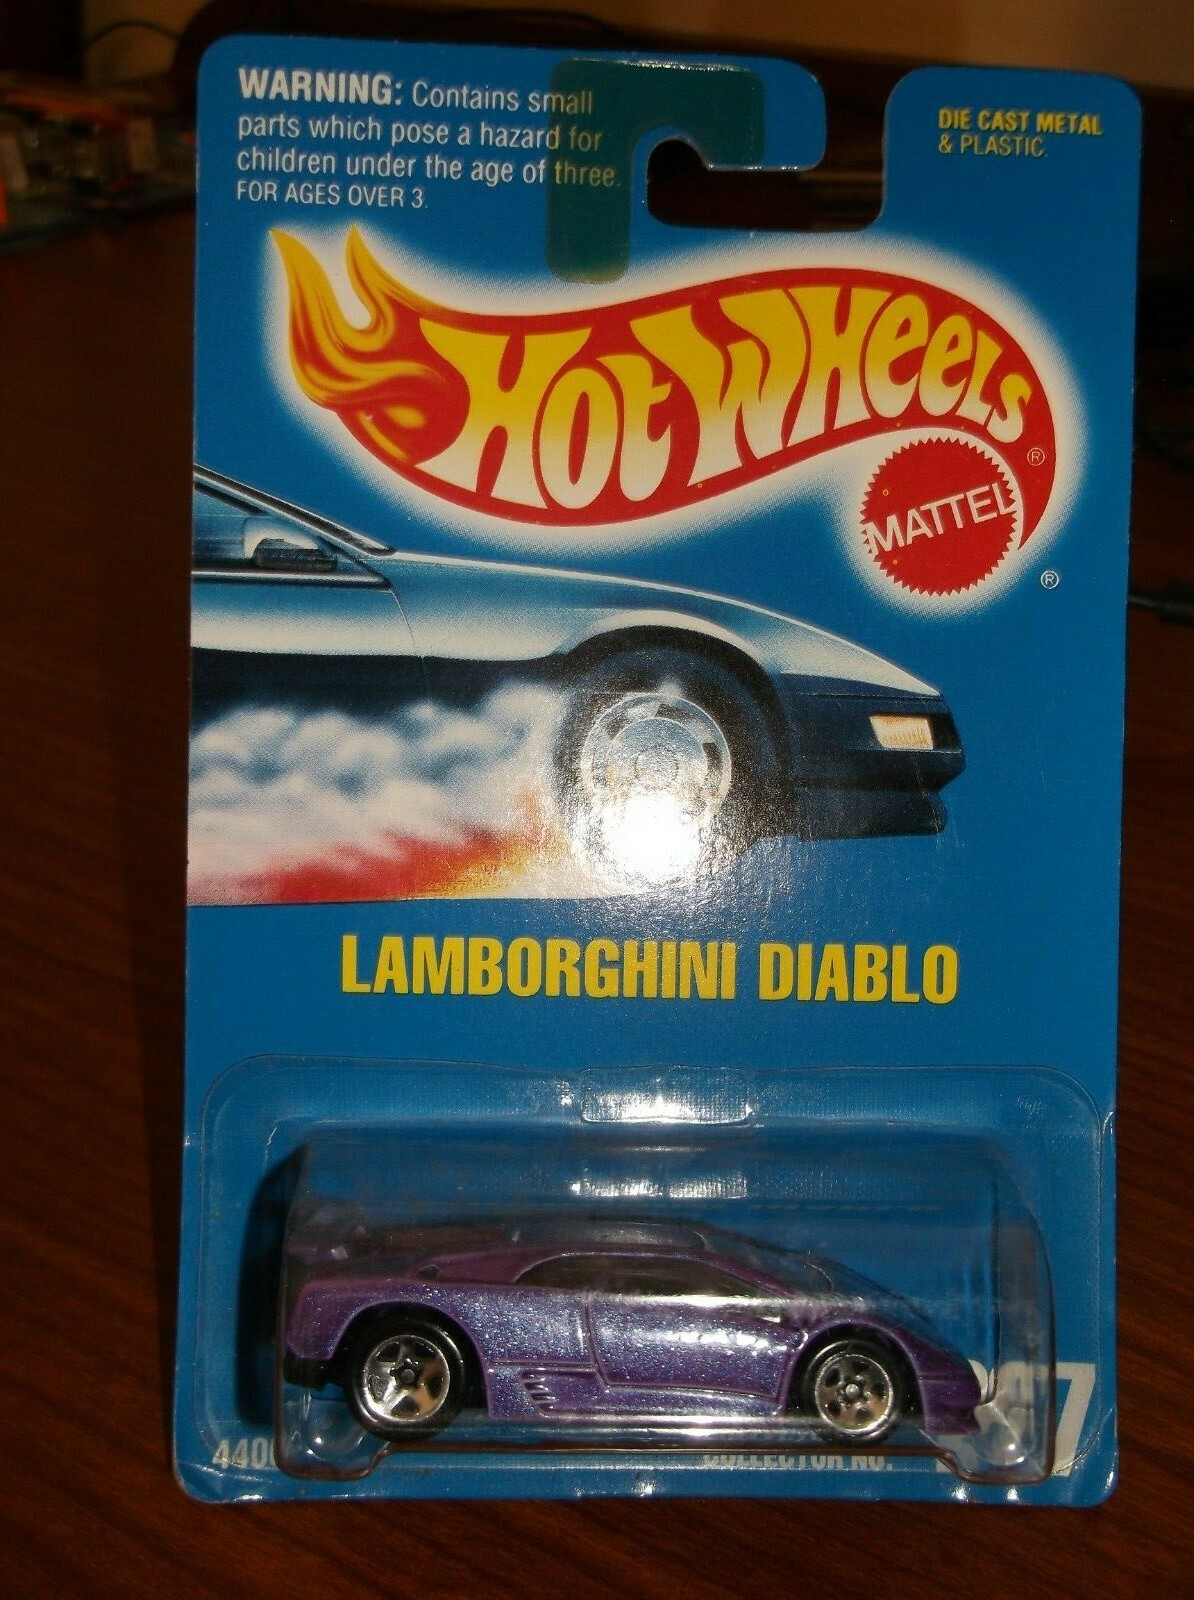 WARNING: Contains small
parts which pose a hazard for
children under the age of three.
FOR AGES OVER 3.
DIE CAST METAL
& PLASTIC.
HOT WHEELS ®
MATTEL
®
LAMBORGHINI DIABLO
COLLECTOR NO.